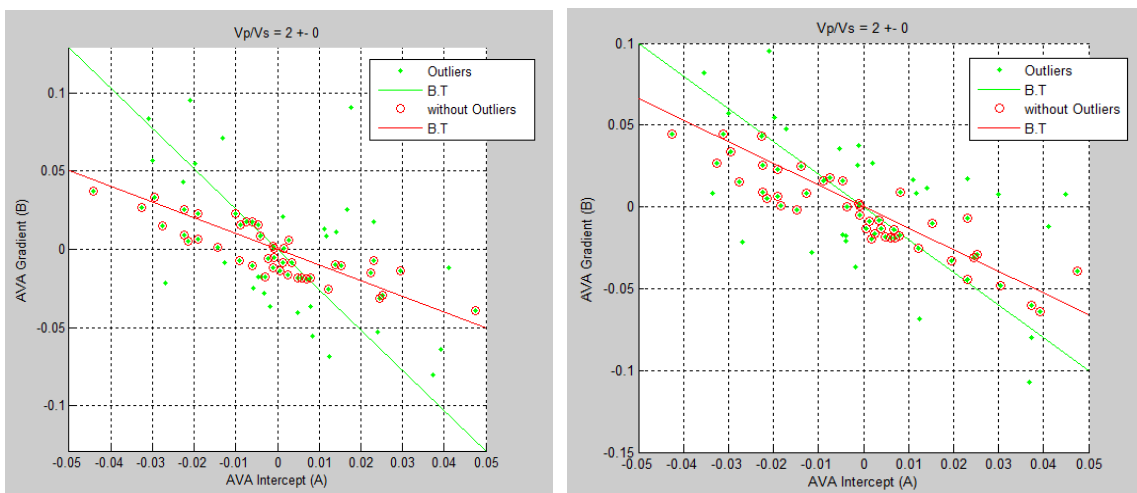 Vp/Vs = 2 +- 0
Outliers
B.T
without Outliers
B.T
0.1
0.05
0
-0.05
-0.1
AVA Gradient (B)
-0.05 -0.04 -0.03 -0.02 -0.01 0 0.01 0.02 0.03 0.04 0.05
AVA Intercept (A)
Vp/Vs = 2 +- 0
Outliers
B.T
without Outliers
B.T
0.1
0.05
0
-0.05
-0.1
-0.15
AVA Gradient (B)
-0.05 -0.04 -0.03 -0.02 -0.01 0 0.01 0.02 0.03 0.04 0.05
AVA Intercept (A)